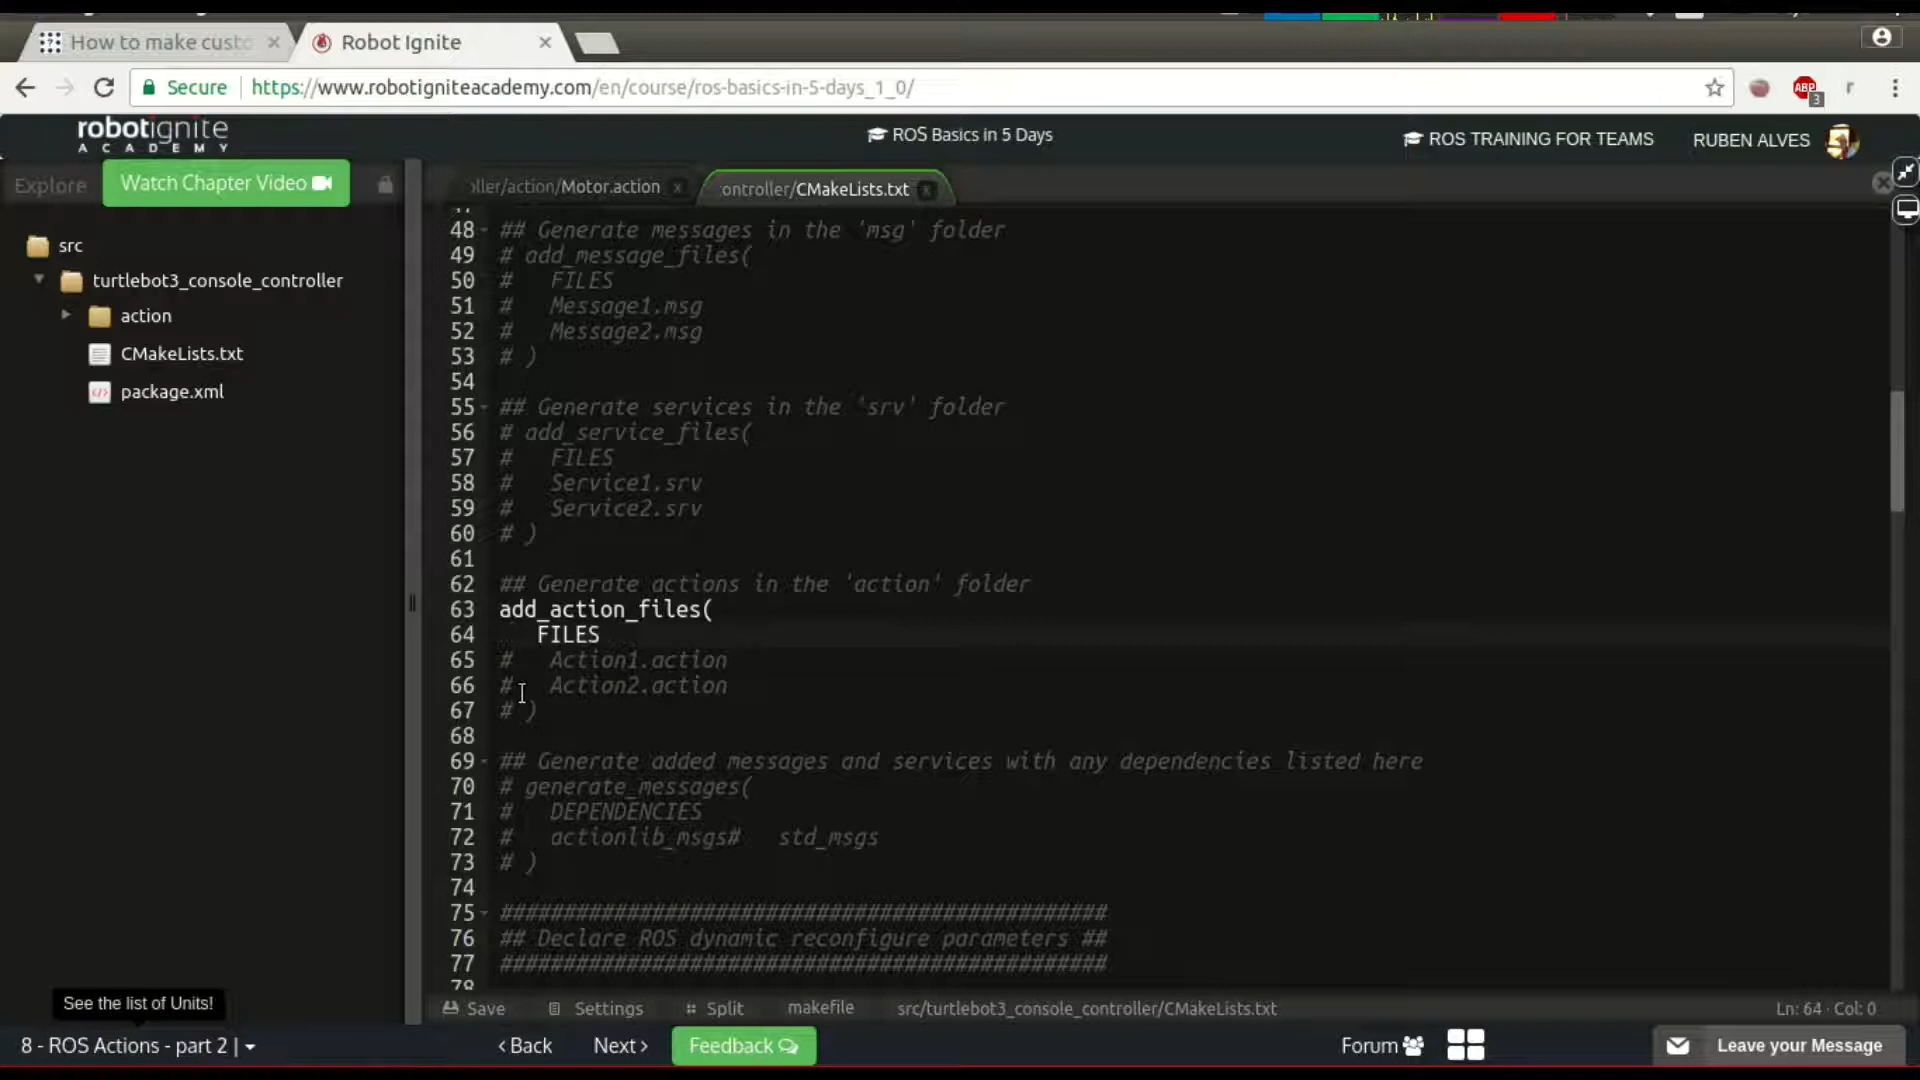 How to make custo
Robot Ignite
Secure
https://www.robotigniteacademy.com/en/course/ros-basics-in-5-days_1_0/
ABP
3
r
robotignite
ACADEMY
ROS Basics in 5 Days
ROS TRAINING FOR TEAMS
RUBEN ALVES
Explore
Watch Chapter Video
oller/action/Motor.action
ontroller/CMakeLists.txt
src
turtlebot3_console_controller
action
CMakeLists.txt
package.xml
47
48 ## Generate messages in the 'msg' folder
49 # add_message_files(
50 #   FILES
51 #   Message1.msg
52 #   Message2.msg
53 # )
54
55 ## Generate services in the 'srv' folder
56 # add_service_files(
57 #   FILES
58 #   Service1.srv
59 #   Service2.srv
60 # )
61
62 ## Generate actions in the 'action' folder
63 add_action_files(
64    FILES
65 #   Action1.action
66 #   Action2.action
67 # )
68
69 ## Generate added messages and services with any dependencies listed here
70 # generate_messages(
71 #   DEPENDENCIES
72 #   actionlib_msgs#   std_msgs
73 # )
74
75 ################################################
76 ## Declare ROS dynamic reconfigure parameters ##
77 ################################################
78
Save
Settings
Split
makefile
src/turtlebot3_console_controller/CMakeLists.txt
Ln: 64 · Col: 0
See the list of Units!
8 - ROS Actions - part 2 |
‹ Back
Next ›
Feedback
Forum
Leave your Message